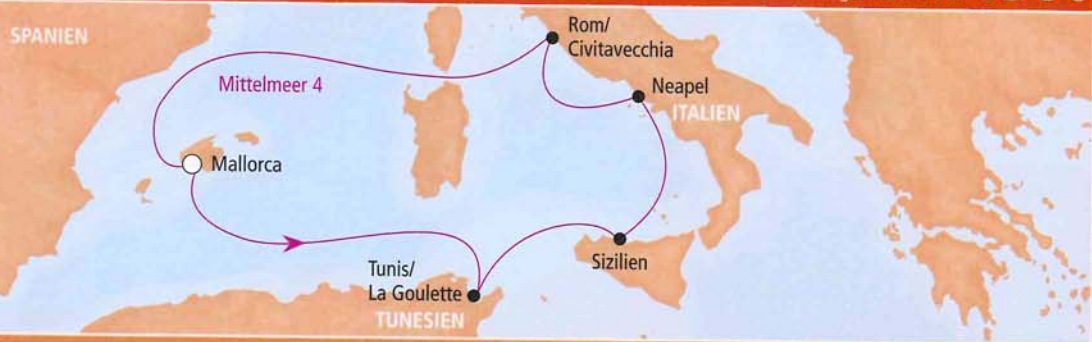 SPANIEN
Rom/
Civitavecchia
Mittelmeer 4
Neapel
ITALIEN
Mallorca
Sizilien
Tunis/
La Goulette
TUNESIEN